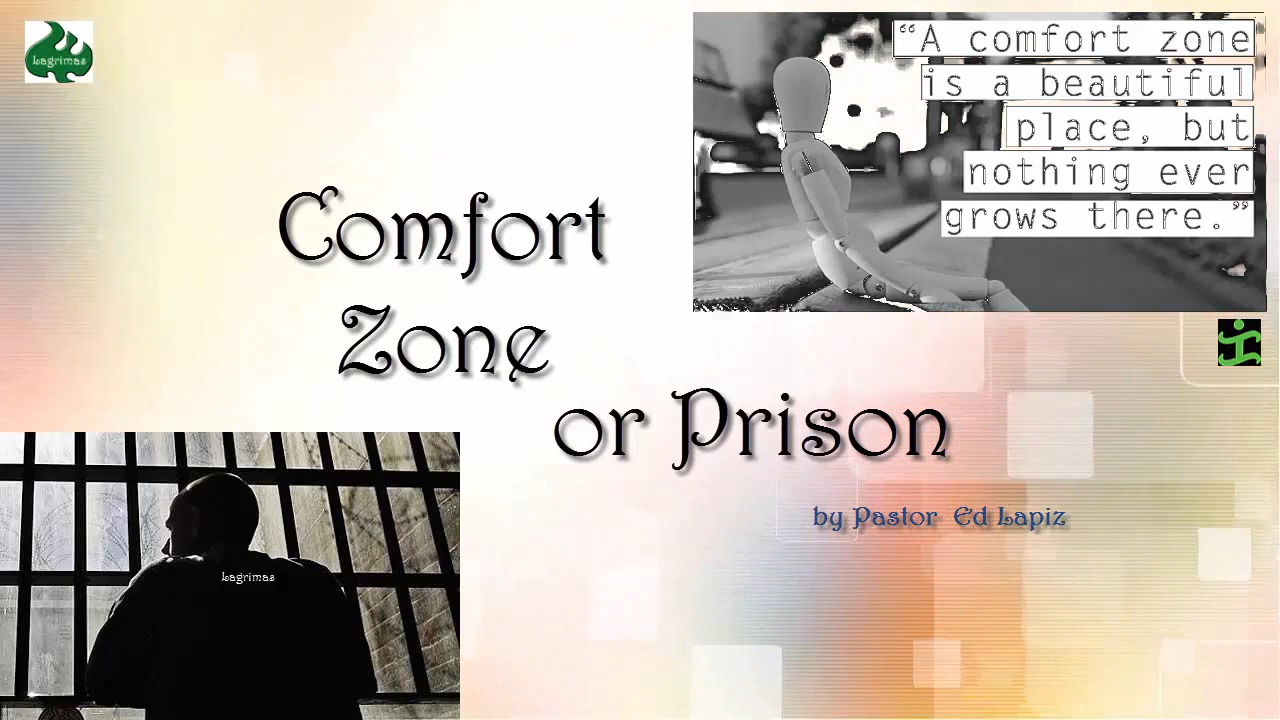 Lagrimas
“A comfort zone
is a beautiful
place, but
nothing ever
grows there.”
Comfort
Zone
or Prison
by Pastor Ed Lapiz
Lagrimas